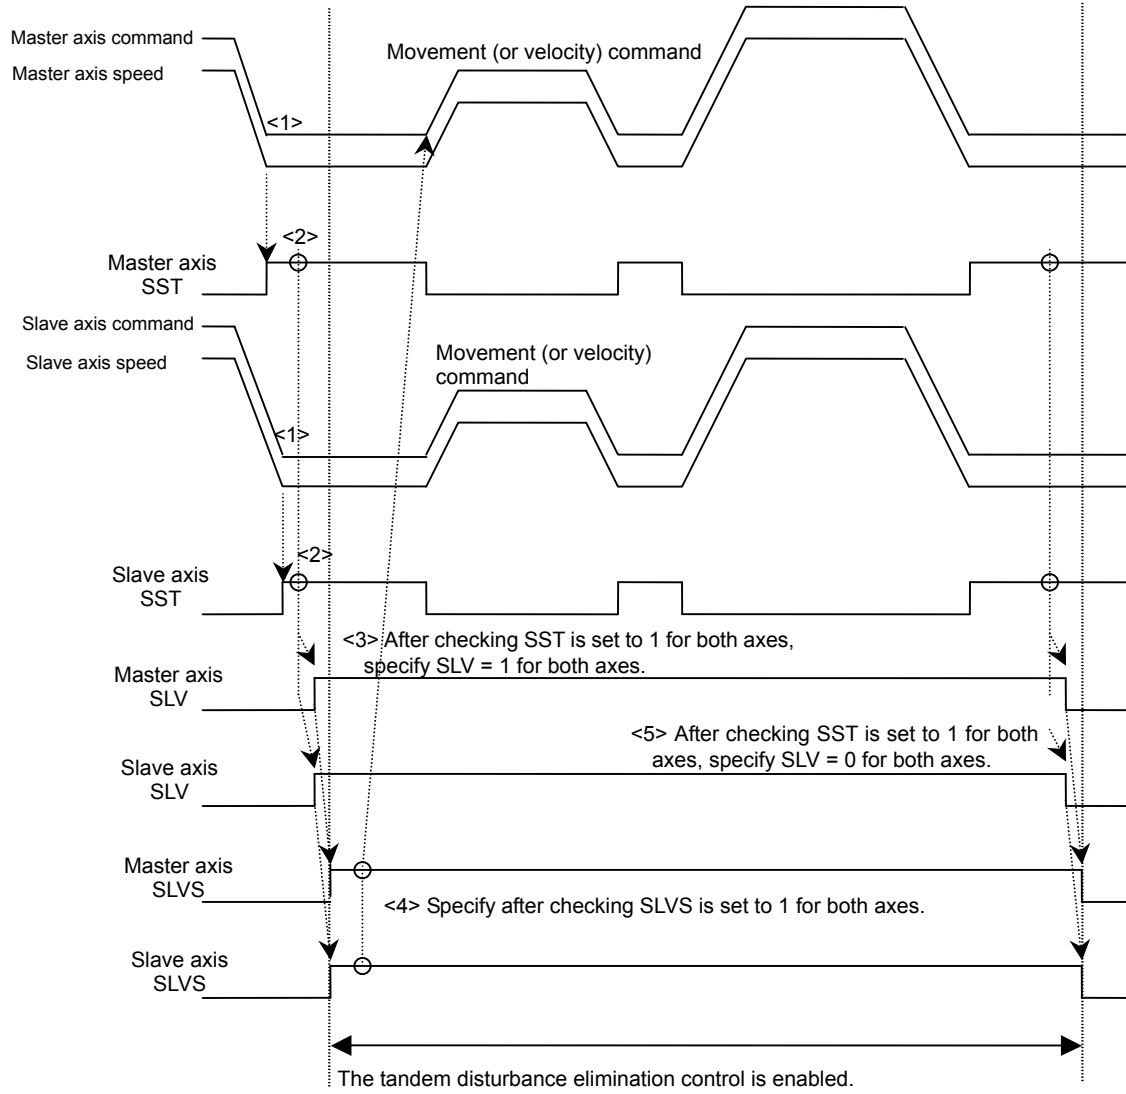 Master axis command
Movement (or velocity) command
Master axis speed
<1>
<2>
Master axis
SST
Slave axis command
Movement (or velocity)
Slave axis speed
command
<1>
<2>
Slave axis
SST
<3> After checking SST is set to 1 for both axes,
specify SLV = 1 for both axes.
Master axis
SLV
<5> After checking SST is set to 1 for both
axes, specify SLV = 0 for both axes.
Slave axis
SLV
Master axis
SLVS
<4> Specify after checking SLVS is set to 1 for both axes.
Slave axis
SLVS
The tandem disturbance elimination control is enabled.